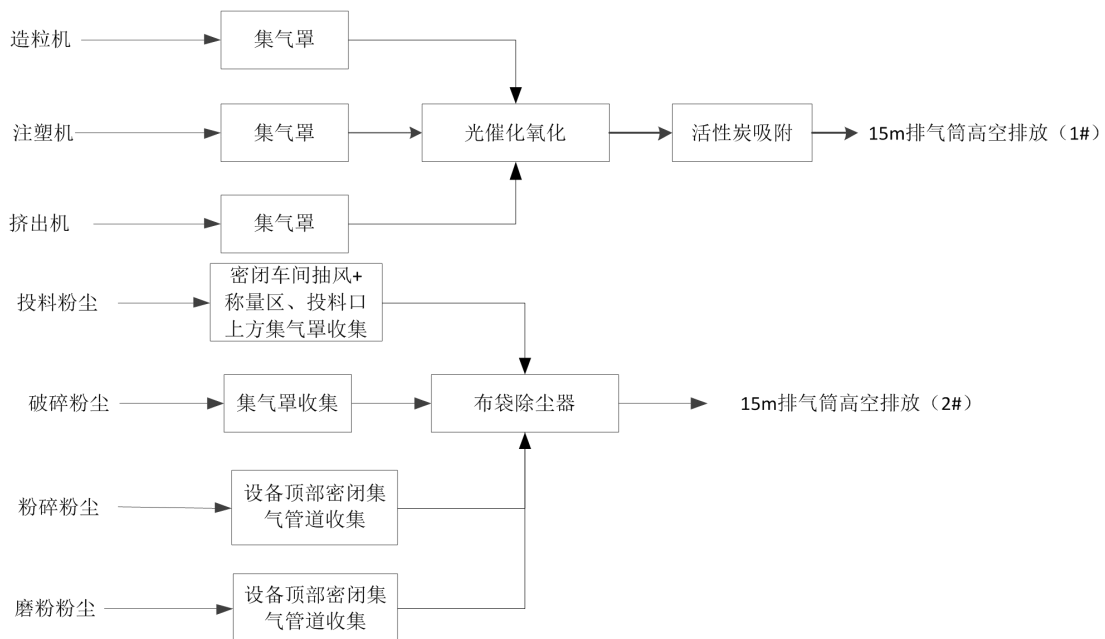 造粒机
集气罩
注塑机
集气罩
光催化氧化
活性炭吸附
15m排气筒高空排放（1#）
挤出机
集气罩
投料粉尘
密闭车间抽风+
称量区、投料口
上方集气罩收集
破碎粉尘
集气罩收集
布袋除尘器
15m排气筒高空排放（2#）
粉碎粉尘
设备顶部密闭集
气管道收集
磨粉粉尘
设备顶部密闭集
气管道收集